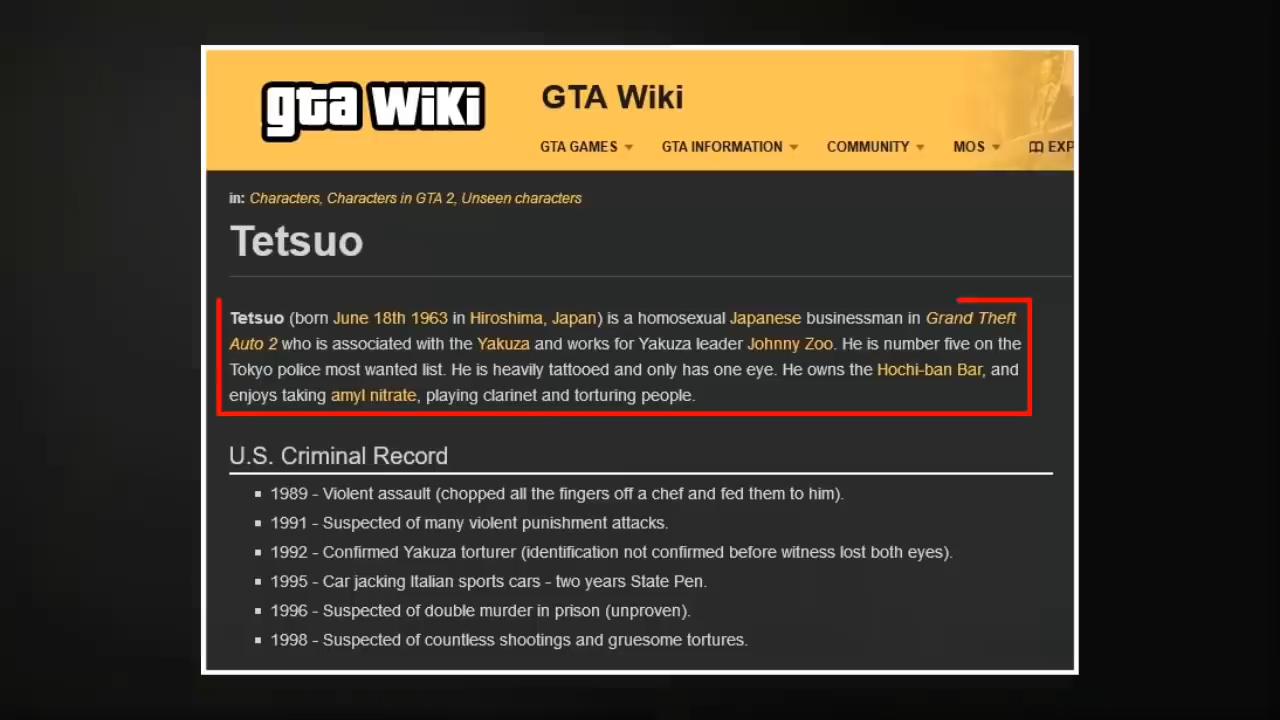 gta WiKi
GTA Wiki
GTA GAMES GTA INFORMATION COMMUNITY MOS EXP
in: Characters, Characters in GTA 2, Unseen characters
Tetsuo
Tetsuo (born June 18th 1963 in Hiroshima, Japan) is a homosexual Japanese businessman in Grand Theft
Auto 2 who is associated with the Yakuza and works for Yakuza leader Johnny Zoo. He is number five on the
Tokyo police most wanted list. He is heavily tattooed and only has one eye. He owns the Hochi-ban Bar, and
enjoys taking amyl nitrate, playing clarinet and torturing people.
U.S. Criminal Record
▪ 1989 - Violent assault (chopped all the fingers off a chef and fed them to him).
▪ 1991 - Suspected of many violent punishment attacks.
▪ 1992 - Confirmed Yakuza torturer (identification not confirmed before witness lost both eyes).
▪ 1995 - Car jacking Italian sports cars - two years State Pen.
▪ 1996 - Suspected of double murder in prison (unproven).
▪ 1998 - Suspected of countless shootings and gruesome tortures.